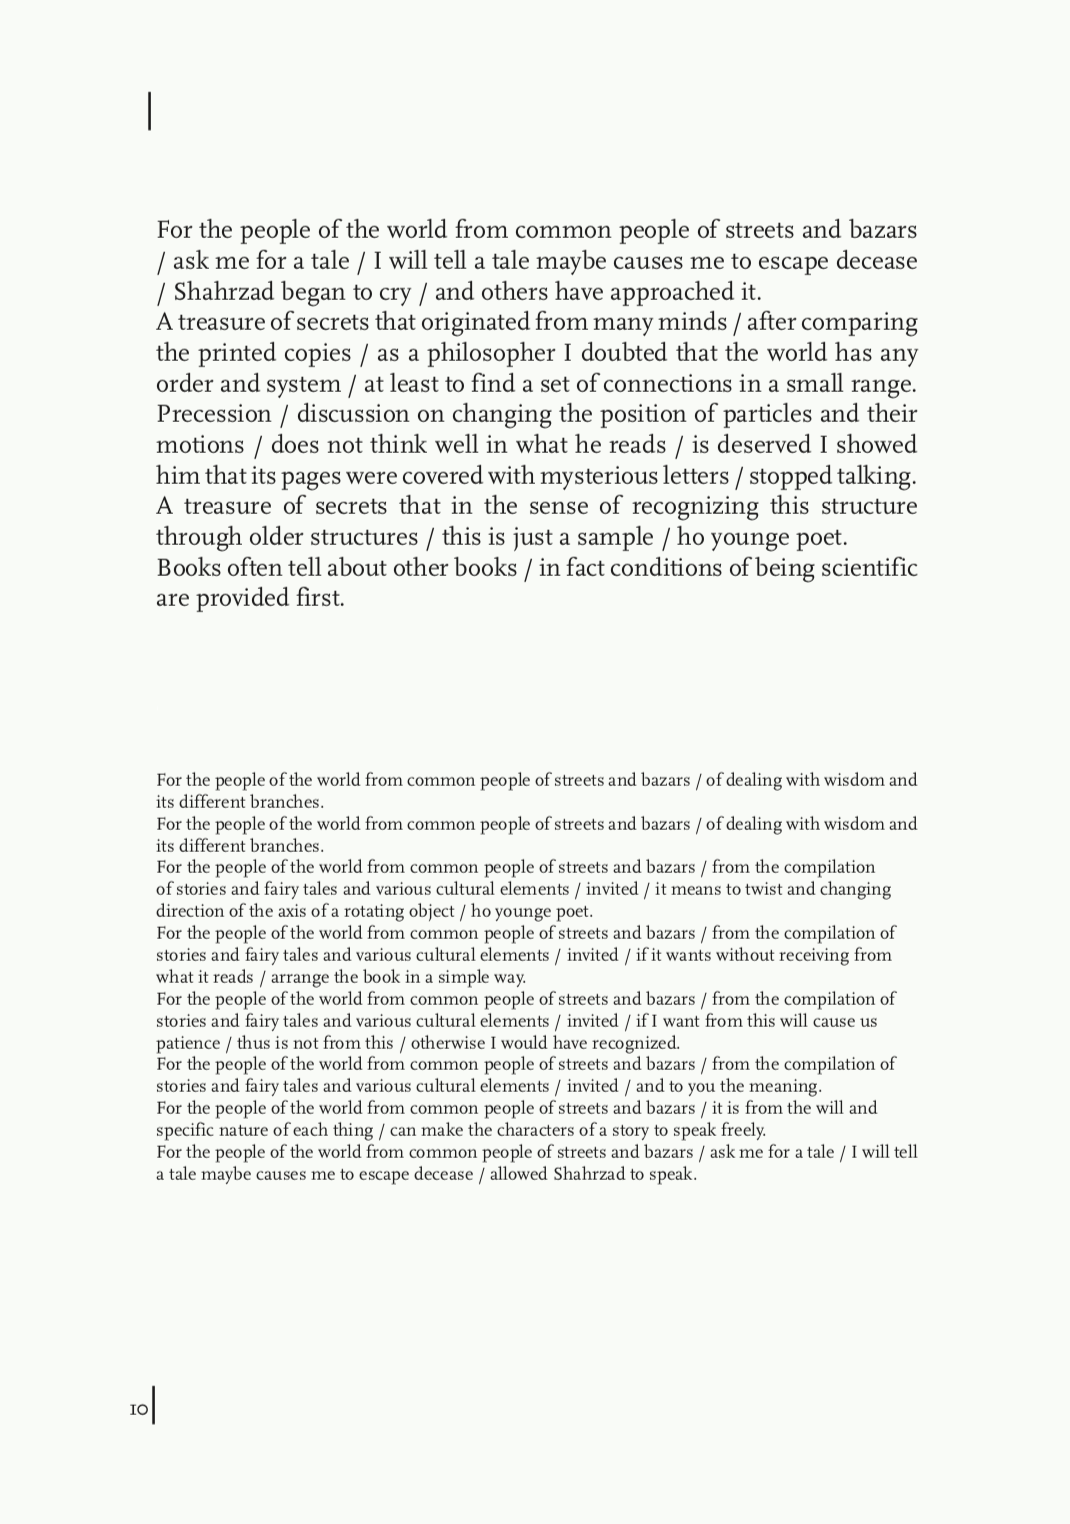 For the people of the world from common people of streets and bazars
/ ask me for a tale / I will tell a tale maybe causes me to escape decease
/ Shahrzad began to cry / and others have approached it.
A treasure of secrets that originated from many minds / after comparing
the printed copies / as a philosopher I doubted that the world has any
order and system / at least to find a set of connections in a small range.
Precession / discussion on changing the position of particles and their
motions / does not think well in what he reads / is deserved I showed
him that its pages were covered with mysterious letters / stopped talking.
A treasure of secrets that in the sense of recognizing this structure
through older structures / this is just a sample / ho younge poet.
Books often tell about other books / in fact conditions of being scientific
are provided first.
For the people of the world from common people of streets and bazars / of dealing with wisdom and
its different branches.
For the people of the world from common people of streets and bazars / of dealing with wisdom and
its different branches.
For the people of the world from common people of streets and bazars / from the compilation
of stories and fairy tales and various cultural elements / invited / it means to twist and changing
direction of the axis of a rotating object / ho younge poet.
For the people of the world from common people of streets and bazars / from the compilation of
stories and fairy tales and various cultural elements / invited / if it wants without receiving from
what it reads / arrange the book in a simple way.
For the people of the world from common people of streets and bazars / from the compilation of
stories and fairy tales and various cultural elements / invited / if I want from this will cause us
patience / thus is not from this / otherwise I would have recognized.
For the people of the world from common people of streets and bazars / from the compilation of
stories and fairy tales and various cultural elements / invited / and to you the meaning.
For the people of the world from common people of streets and bazars / it is from the will and
specific nature of each thing / can make the characters of a story to speak freely.
For the people of the world from common people of streets and bazars / ask me for a tale / I will tell
a tale maybe causes me to escape decease / allowed Shahrzad to speak.
10